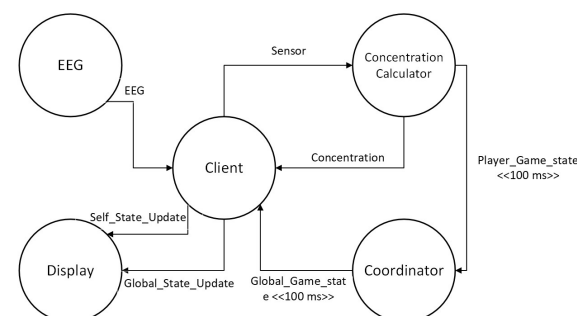 EEG
Sensor
Concentration
Calculator
EEG
Client
Concentration
Player_Game_state
<<100 ms>>
Self_State_Update
Display
Global_State_Update
Global_Game_stat
e <<100 ms>>
Coordinator